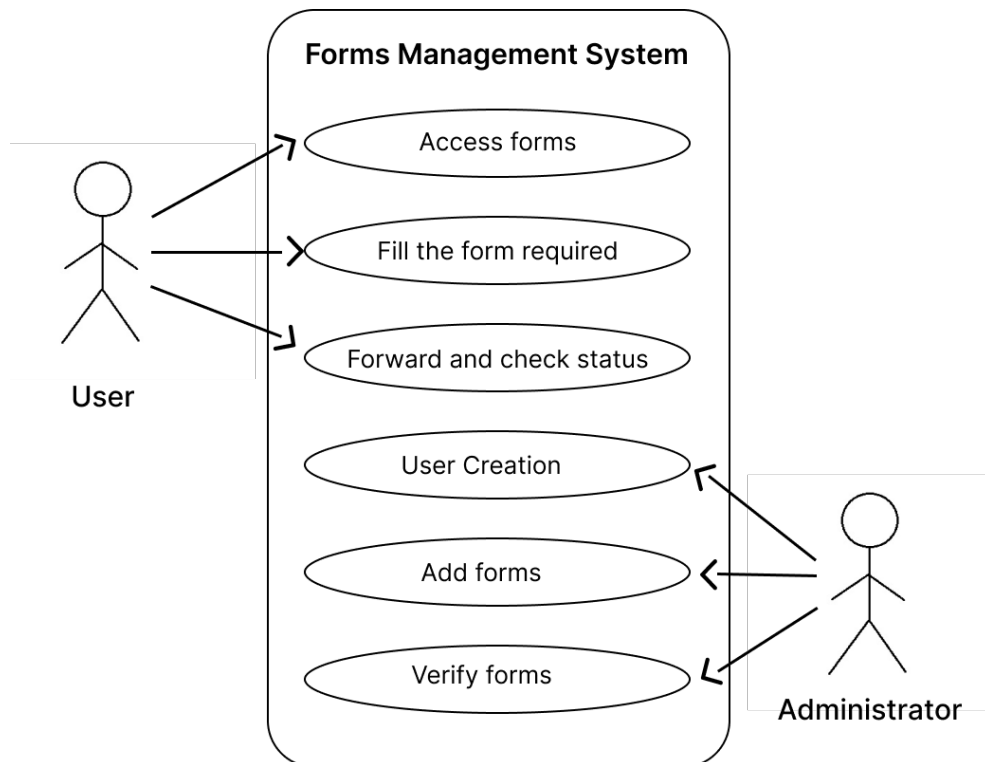 Forms Management System
Access forms
Fill the form required
Forward and check status
User
User Creation
Add forms
Verify forms
Administrator